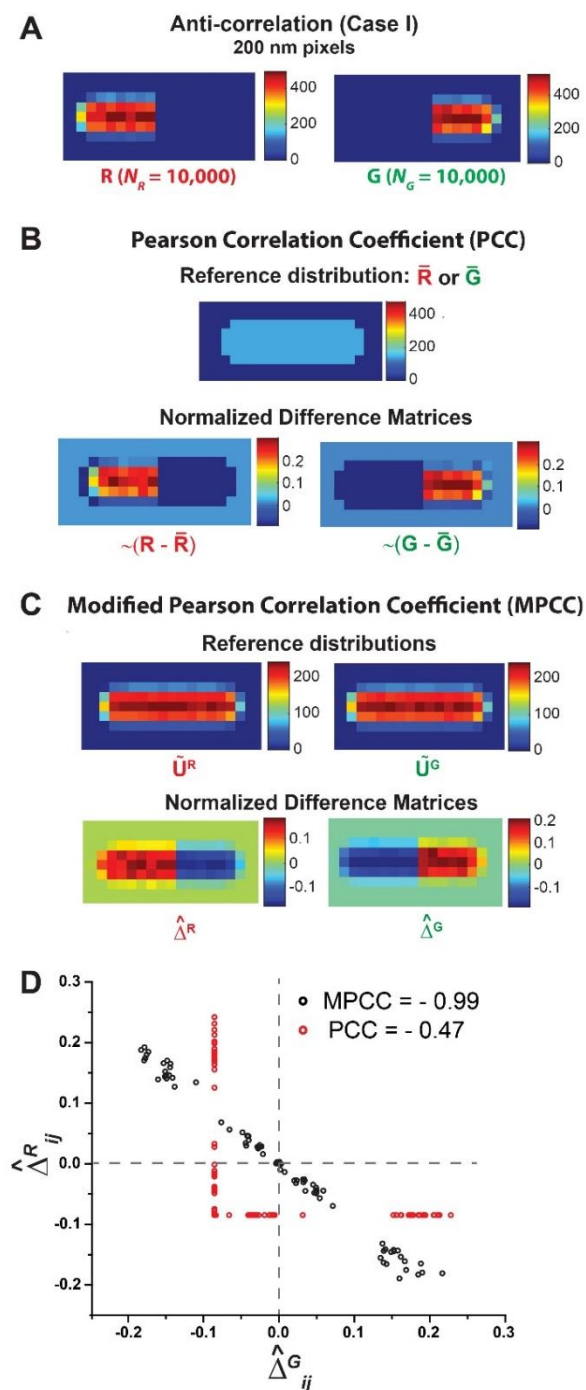 A
Anti-correlation (Case I)
200 nm pixels
400
200
0
400
200
0
R (N_R = 10,000)
G (N_G = 10,000)
B
Pearson Correlation Coefficient (PCC)
Reference distribution: R̄ or Ḡ
400
200
0
Normalized Difference Matrices
0.2
0.1
0
0.2
0.1
0
~(R - R̄)
~(G - Ḡ)
C
Modified Pearson Correlation Coefficient (MPCC)
Reference distributions
200
100
0
200
100
0
Ũ^R
Ũ^G
Normalized Difference Matrices
0.1
0
-0.1
0.2
0.1
0
-0.1
Δ̂^R
Δ̂^G
D
0.3
0.2
0.1
0.0
-0.1
-0.2
MPCC = - 0.99
PCC = - 0.47
Δ̂^R_ij
-0.2
-0.1
0.0
0.1
0.2
0.3
Δ̂^G_ij